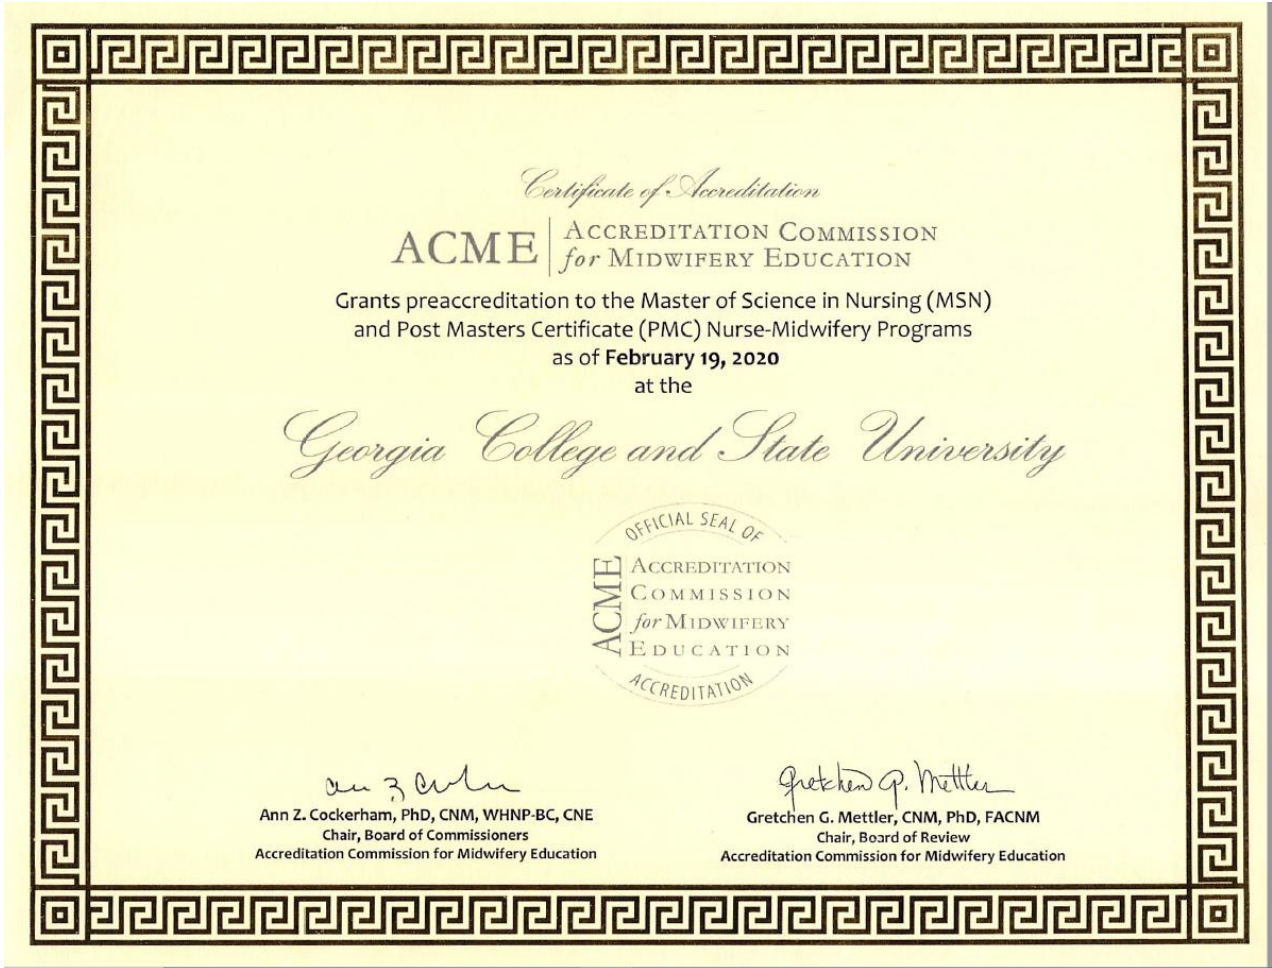 Certificate of Accreditation
ACME
ACCREDITATION COMMISSION
for MIDWIFERY EDUCATION
Grants preaccreditation to the Master of Science in Nursing (MSN)
and Post Masters Certificate (PMC) Nurse-Midwifery Programs
as of February 19, 2020
at the
Georgia College and State University
OFFICIAL SEAL OF
ACME
ACCREDITATION
COMMISSION
for MIDWIFERY
EDUCATION
ACCREDITATION
Ann Z Cockerham
Ann Z. Cockerham, PhD, CNM, WHNP-BC, CNE
Chair, Board of Commissioners
Accreditation Commission for Midwifery Education
Gretchen G. Mettler
Gretchen G. Mettler, CNM, PhD, FACNM
Chair, Board of Review
Accreditation Commission for Midwifery Education